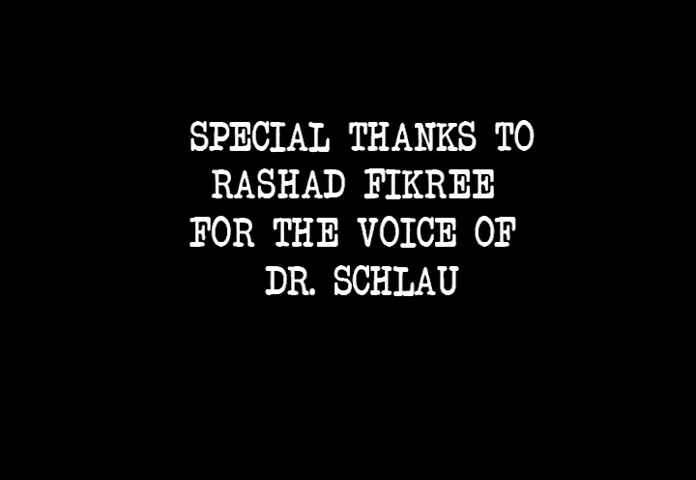 SPECIAL THANKS TO
RASHAD FIKREE
FOR THE VOICE OF
DR. SCHLAU